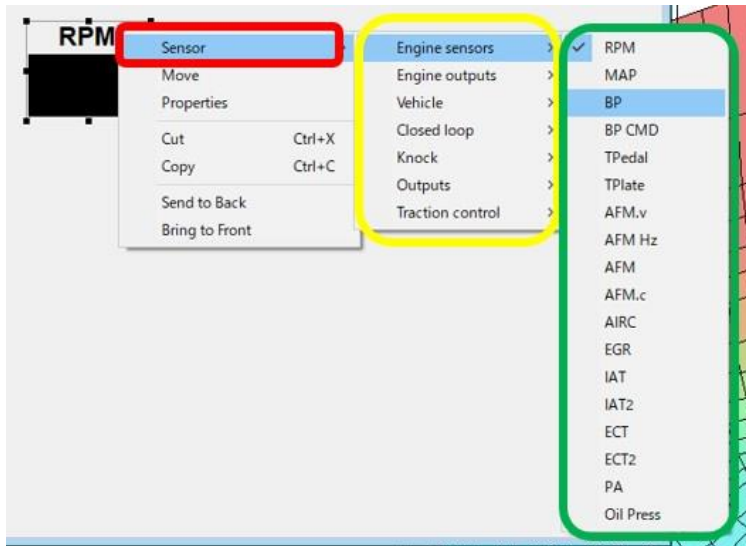 RPM
Sensor
Move
Properties
Cut Ctrl+X
Copy Ctrl+C
Send to Back
Bring to Front
Engine sensors
Engine outputs
Vehicle
Closed loop
Knock
Outputs
Traction control
RPM
MAP
BP
BP CMD
TPedal
TPlate
AFM.v
AFM Hz
AFM
AFM.c
AIRC
EGR
IAT
IAT2
ECT
ECT2
PA
Oil Press